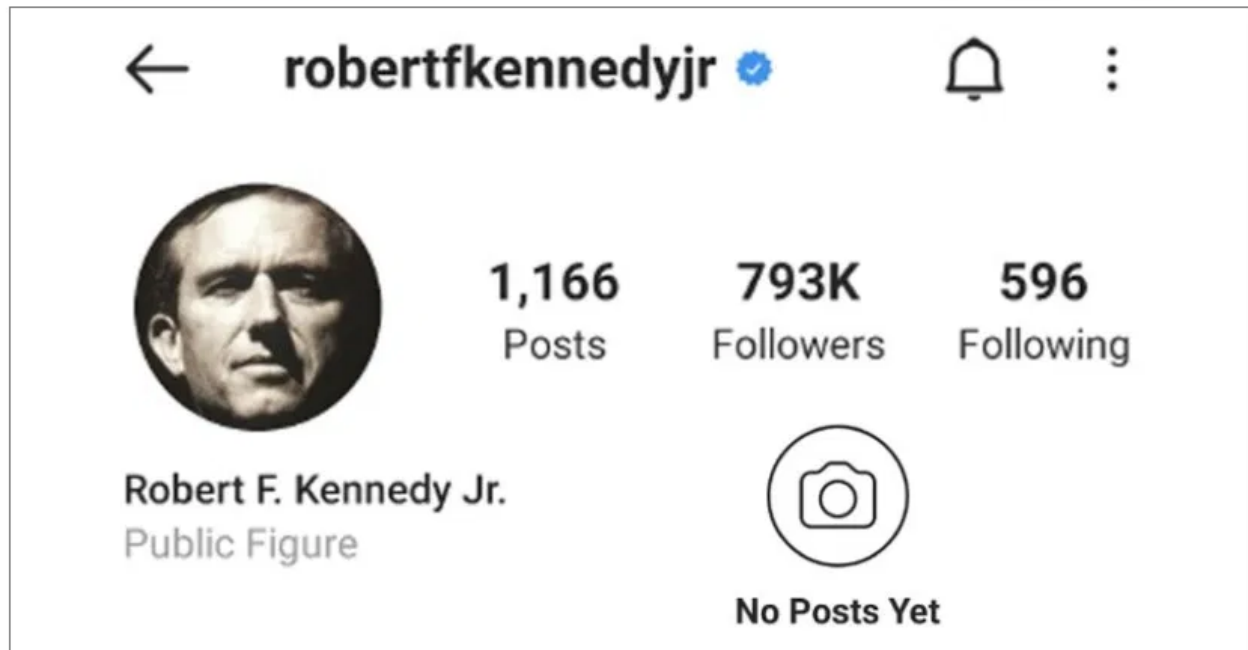 robertfkennedyjr
1,166 793K 596
Posts Followers Following
Robert F. Kennedy Jr.
Public Figure
No Posts Yet